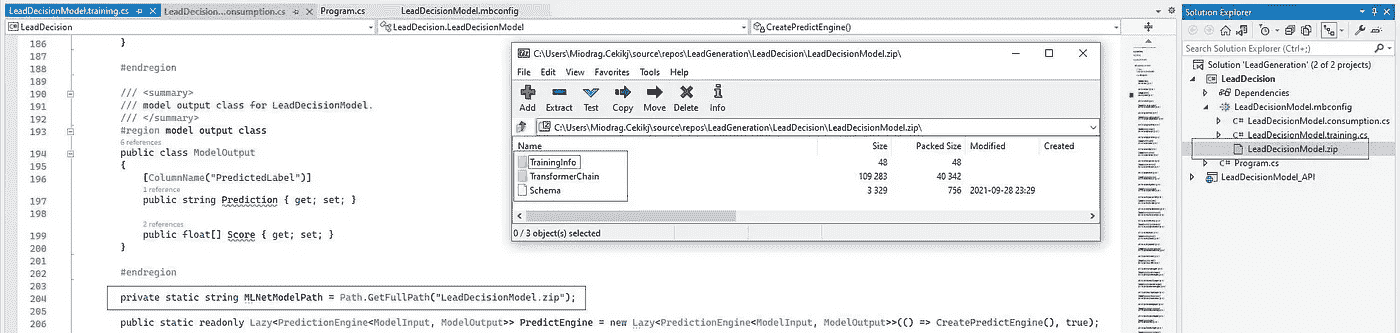 LeadDecisionModel.training.cs
LeadDecision...onsumption.cs
Program.cs
LeadDecisionModel.mbconfig
LeadDecision
LeadDecision.LeadDecisionModel
CreatePredictEngine()
186 }
187
188 #endregion
189
190 /// <summary>
191 /// model output class for LeadDecisionModel.
192 /// </summary>
193 #region model output class
6 references
194 public class ModelOutput
195 {
196 [ColumnName("PredictedLabel")]
1 reference
197 public string Prediction { get; set; }
198
2 references
199 public float[] Score { get; set; }
200 }
201
202 #endregion
203
204 private static string MLNetModelPath = Path.GetFullPath("LeadDecisionModel.zip");
205
206 public static readonly Lazy<PredictionEngine<ModelInput, ModelOutput>> PredictEngine = new Lazy<PredictionEngine<ModelInput, ModelOutput>>(() => CreatePredictEngine(), true);
C:\Users\Miodrag.Cekikj\source\repos\LeadGeneration\LeadDecision\LeadDecisionModel.zip\
File Edit View Favorites Tools Help
Add Extract Test Copy Move Delete Info
C:\Users\Miodrag.Cekikj\source\repos\LeadGeneration\LeadDecision\LeadDecisionModel.zip\
Name Size Packed Size Modified Created
TrainingInfo 48 48
TransformerChain 109 283 40 342
Schema 3 329 756 2021-09-28 23:29
0 / 3 object(s) selected
Solution Explorer
Search Solution Explorer (Ctrl+;)
Solution 'LeadGeneration' (2 of 2 projects)
LeadDecision
Dependencies
LeadDecisionModel.mbconfig
C# LeadDecisionModel.consumption.cs
C# LeadDecisionModel.training.cs
LeadDecisionModel.zip
C# Program.cs
LeadDecisionModel_API